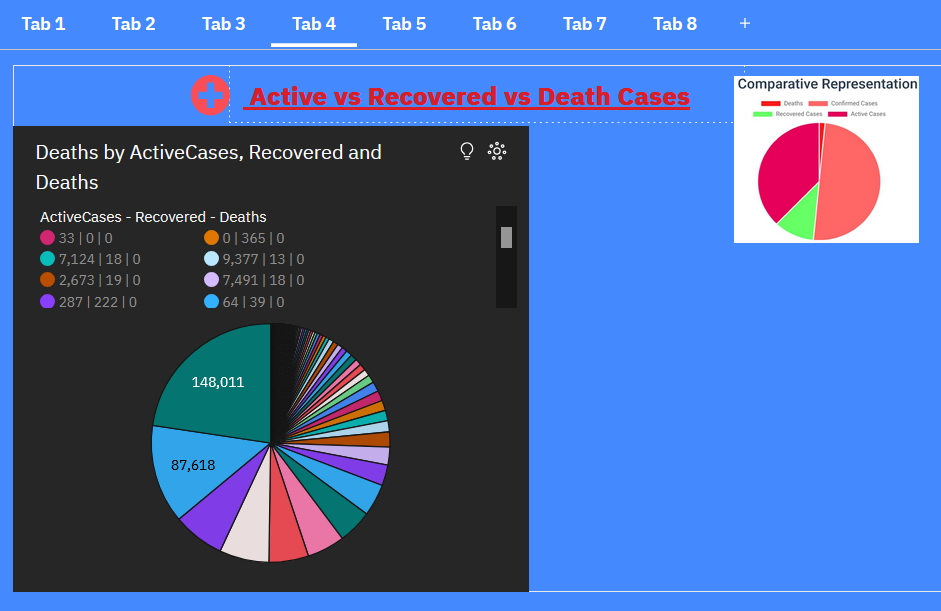 Tab 1 Tab 2 Tab 3 Tab 4 Tab 5 Tab 6 Tab 7 Tab 8 +
Active vs Recovered vs Death Cases
Comparative Representation
Deaths Confirmed Cases
Recovered Cases Active Cases
Deaths by ActiveCases, Recovered and
Deaths
ActiveCases - Recovered - Deaths
33 | 0 | 0 0 | 365 | 0
7,124 | 18 | 0 9,377 | 13 | 0
2,673 | 19 | 0 7,491 | 18 | 0
287 | 222 | 0 64 | 39 | 0
148,011
87,618